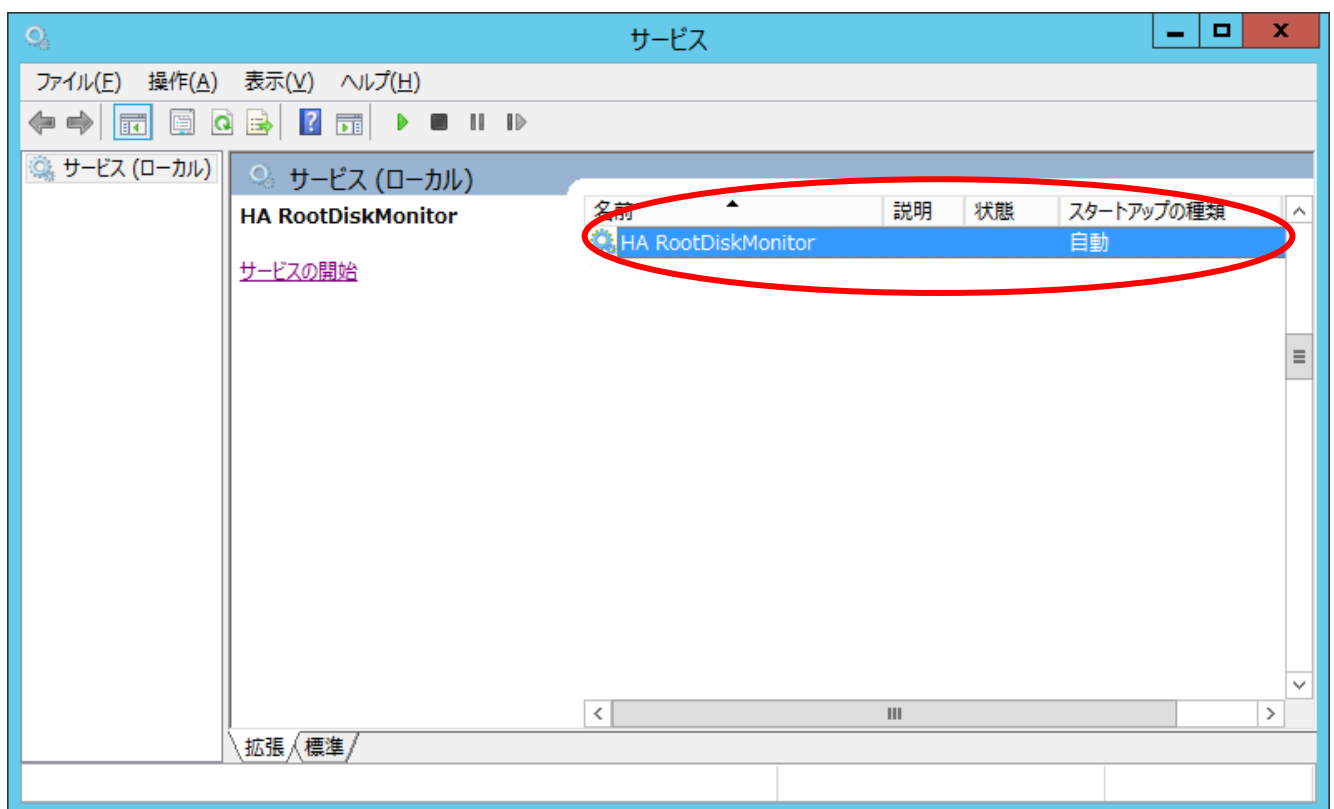 サービス
ファイル(F) 操作(A) 表示(V) ヘルプ(H)
サービス (ローカル)
サービス (ローカル)
HA RootDiskMonitor
サービスの開始
名前 説明 状態 スタートアップの種類
HA RootDiskMonitor 自動
拡張 標準